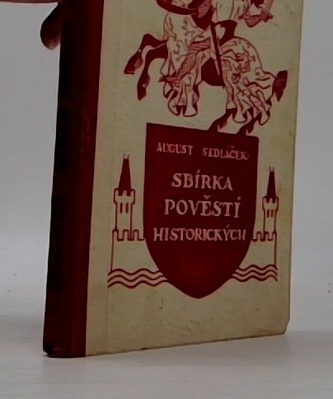 AUGUST SEDLÁČEK:
SBÍRKA
POVĚSTÍ
HISTORICKÝCH